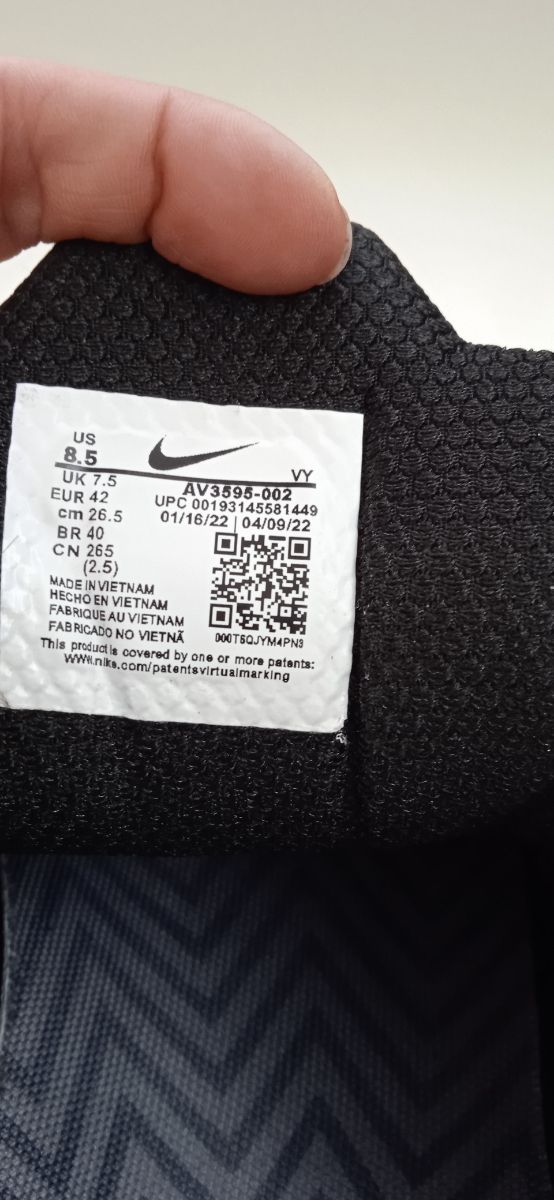 US
8.5
VY
UK 7.5
AV3595-002
EUR 42
UPC 00193145581449
cm 26.5
01/16/22 | 04/09/22
BR 40
CN 265
(2.5)
MADE IN VIETNAM
HECHO EN VIETNAM
FABRIQUE AU VIETNAM
FABRICADO NO VIETNÃ
000TSQJYM4PN3
This product is covered by one or more patents:
www.nike.com/patentsvirtualmarking